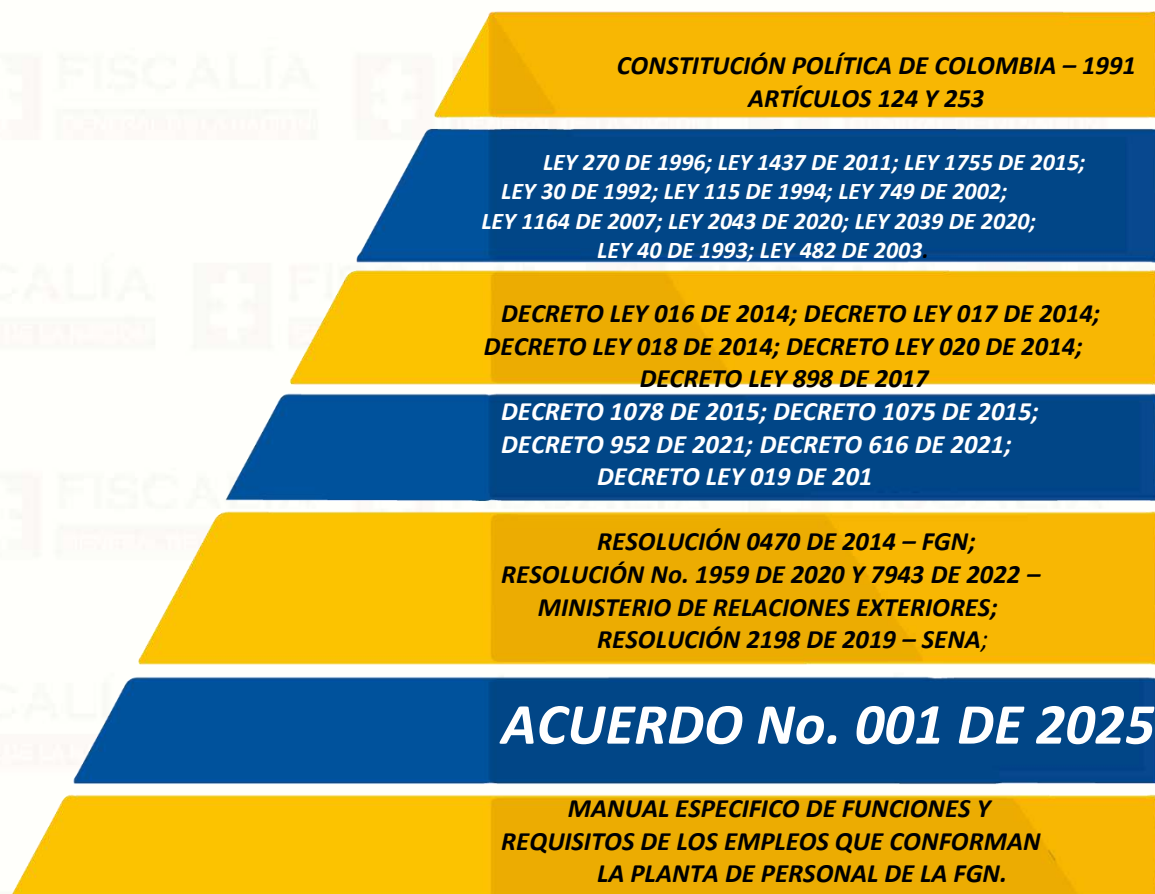 CONSTITUCIÓN POLÍTICA DE COLOMBIA – 1991
ARTÍCULOS 124 Y 253
LEY 270 DE 1996; LEY 1437 DE 2011; LEY 1755 DE 2015;
LEY 30 DE 1992; LEY 115 DE 1994; LEY 749 DE 2002;
LEY 1164 DE 2007; LEY 2043 DE 2020; LEY 2039 DE 2020;
LEY 40 DE 1993; LEY 482 DE 2003.
DECRETO LEY 016 DE 2014; DECRETO LEY 017 DE 2014;
DECRETO LEY 018 DE 2014; DECRETO LEY 020 DE 2014;
DECRETO LEY 898 DE 2017
DECRETO 1078 DE 2015; DECRETO 1075 DE 2015;
DECRETO 952 DE 2021; DECRETO 616 DE 2021;
DECRETO LEY 019 DE 201
RESOLUCIÓN 0470 DE 2014 – FGN;
RESOLUCIÓN No. 1959 DE 2020 Y 7943 DE 2022 –
MINISTERIO DE RELACIONES EXTERIORES;
RESOLUCIÓN 2198 DE 2019 – SENA;
ACUERDO No. 001 DE 2025
MANUAL ESPECIFICO DE FUNCIONES Y
REQUISITOS DE LOS EMPLEOS QUE CONFORMAN
LA PLANTA DE PERSONAL DE LA FGN.
FISCALÍA